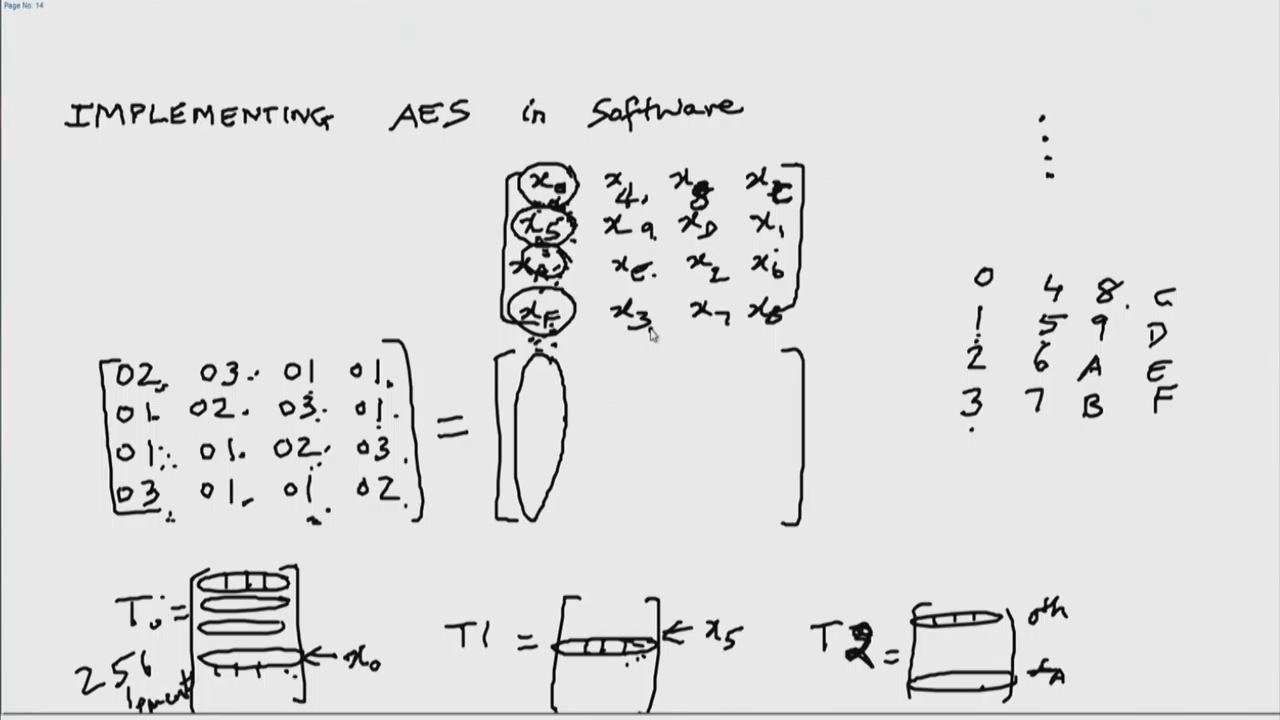 Page No: 14
IMPLEMENTING AES in Software
x0 x4 x8 xC
x5 x9 xD x1
xA xE x2 x6
xF x3 x7 xB
0 4 8 C
1 5 9 D
2 6 A E
3 7 B F
02 03 01 01
01 02 03 01
01 01 02 03
03 01 01 02
=
T0 =
x0
256
T1 =
x5
T2 =
0th
xA